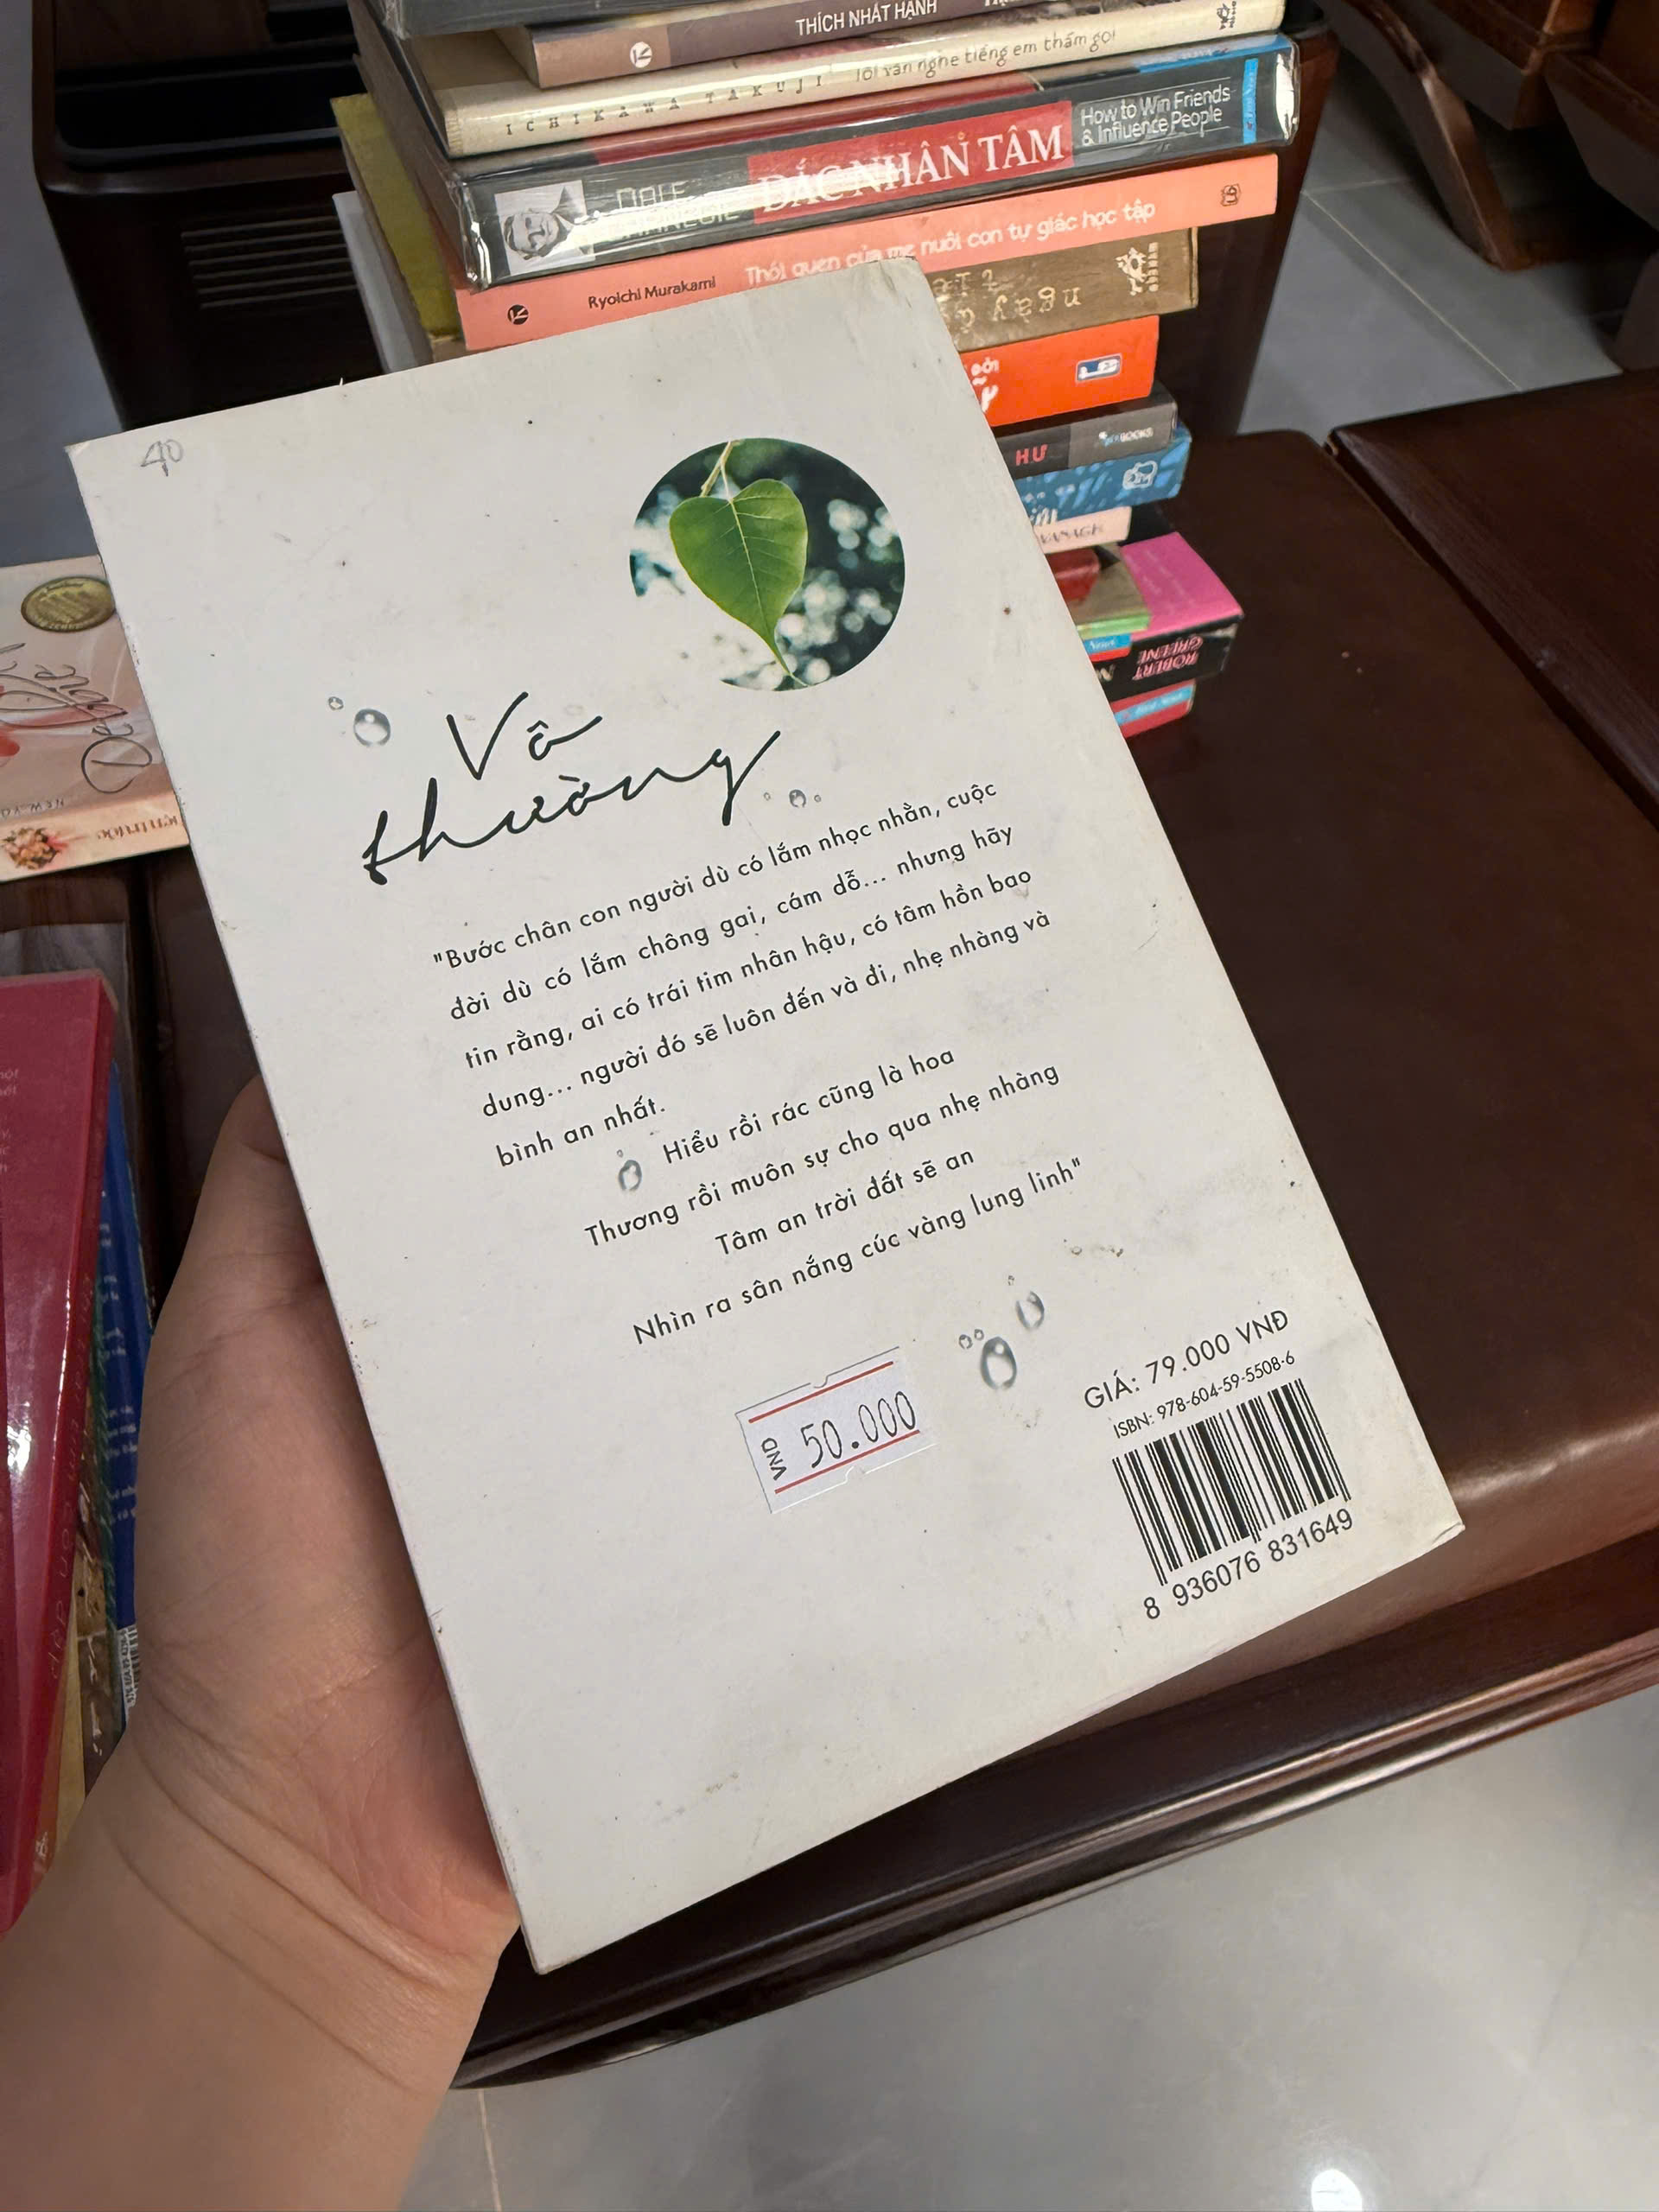 THÍCH NHẤT HẠNH
ICHIKAWA TAKUJI tôi vẫn nghe tiếng em thầm gọi
DALE CARNEGIE ĐẮC NHÂN TÂM How to Win Friends
& Influence People
Ryoichi Murakami Thói quen của mẹ nuôi con tự giác học tập
ngày
HƯ
BOOKS
VANAGH
ROBERT
GREENE
40
Vô
thường
"Bước chân con người dù có lắm nhọc nhằn, cuộc
đời dù có lắm chông gai, cám dỗ... nhưng hãy
tin rằng, ai có trái tim nhân hậu, có tâm hồn bao
dung... người đó sẽ luôn đến và đi, nhẹ nhàng và
bình an nhất.
Hiểu rồi rác cũng là hoa
Thương rồi muôn sự cho qua nhẹ nhàng
Tâm an trời đất sẽ an
Nhìn ra sân nắng cúc vàng lung linh"
VND 50.000
GIÁ: 79.000 VNĐ
ISBN: 978-604-59-5508-6
8 936076 831649